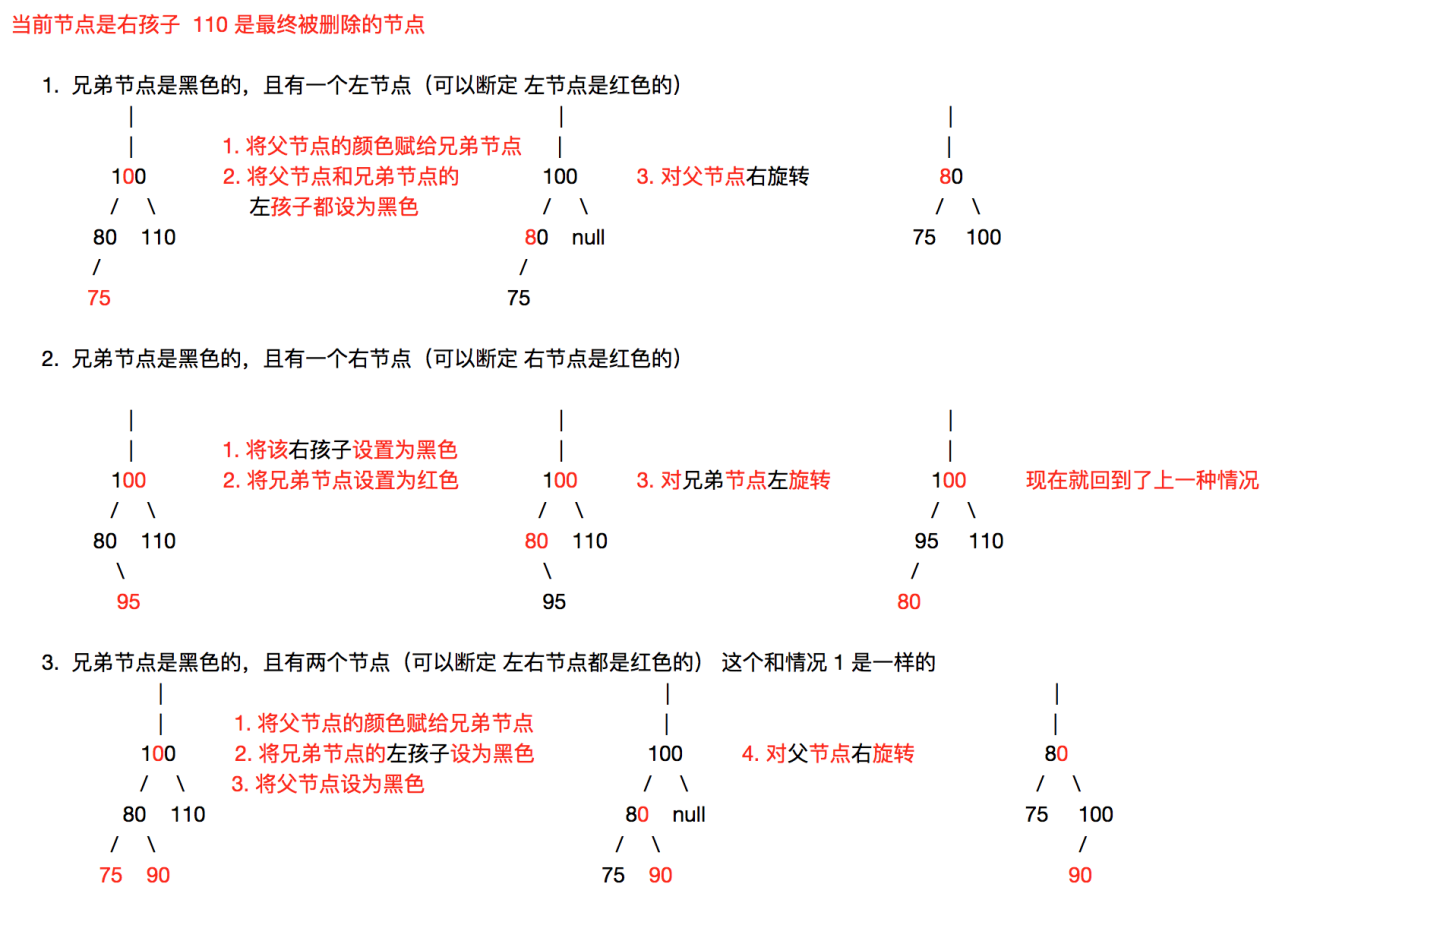 当前节点是右孩子  110 是最终被删除的节点
1. 兄弟节点是黑色的，且有一个左节点（可以断定 左节点是红色的）
| | |
| 1. 将父节点的颜色赋给兄弟节点 | |
100 2. 将父节点和兄弟节点的 100 3. 对父节点右旋转 80
/ \ 左孩子都设为黑色 / \ / \
80 110 80 null 75 100
/ /
75 75
2. 兄弟节点是黑色的，且有一个右节点（可以断定 右节点是红色的）
| | |
| 1. 将该右孩子设置为黑色 | |
100 2. 将兄弟节点设置为红色 100 3. 对兄弟节点左旋转 100 现在就回到了上一种情况
/ \ / \ / \
80 110 80 110 95 110
\ \ /
95 95 80
3. 兄弟节点是黑色的，且有两个节点（可以断定 左右节点都是红色的） 这个和情况 1 是一样的
| | |
| 1. 将父节点的颜色赋给兄弟节点 | |
100 2. 将兄弟节点的左孩子设为黑色 100 4. 对父节点右旋转 80
/ \ 3. 将父节点设为黑色 / \ / \
80 110 80 null 75 100
/ \ / \ /
75 90 75 90 90